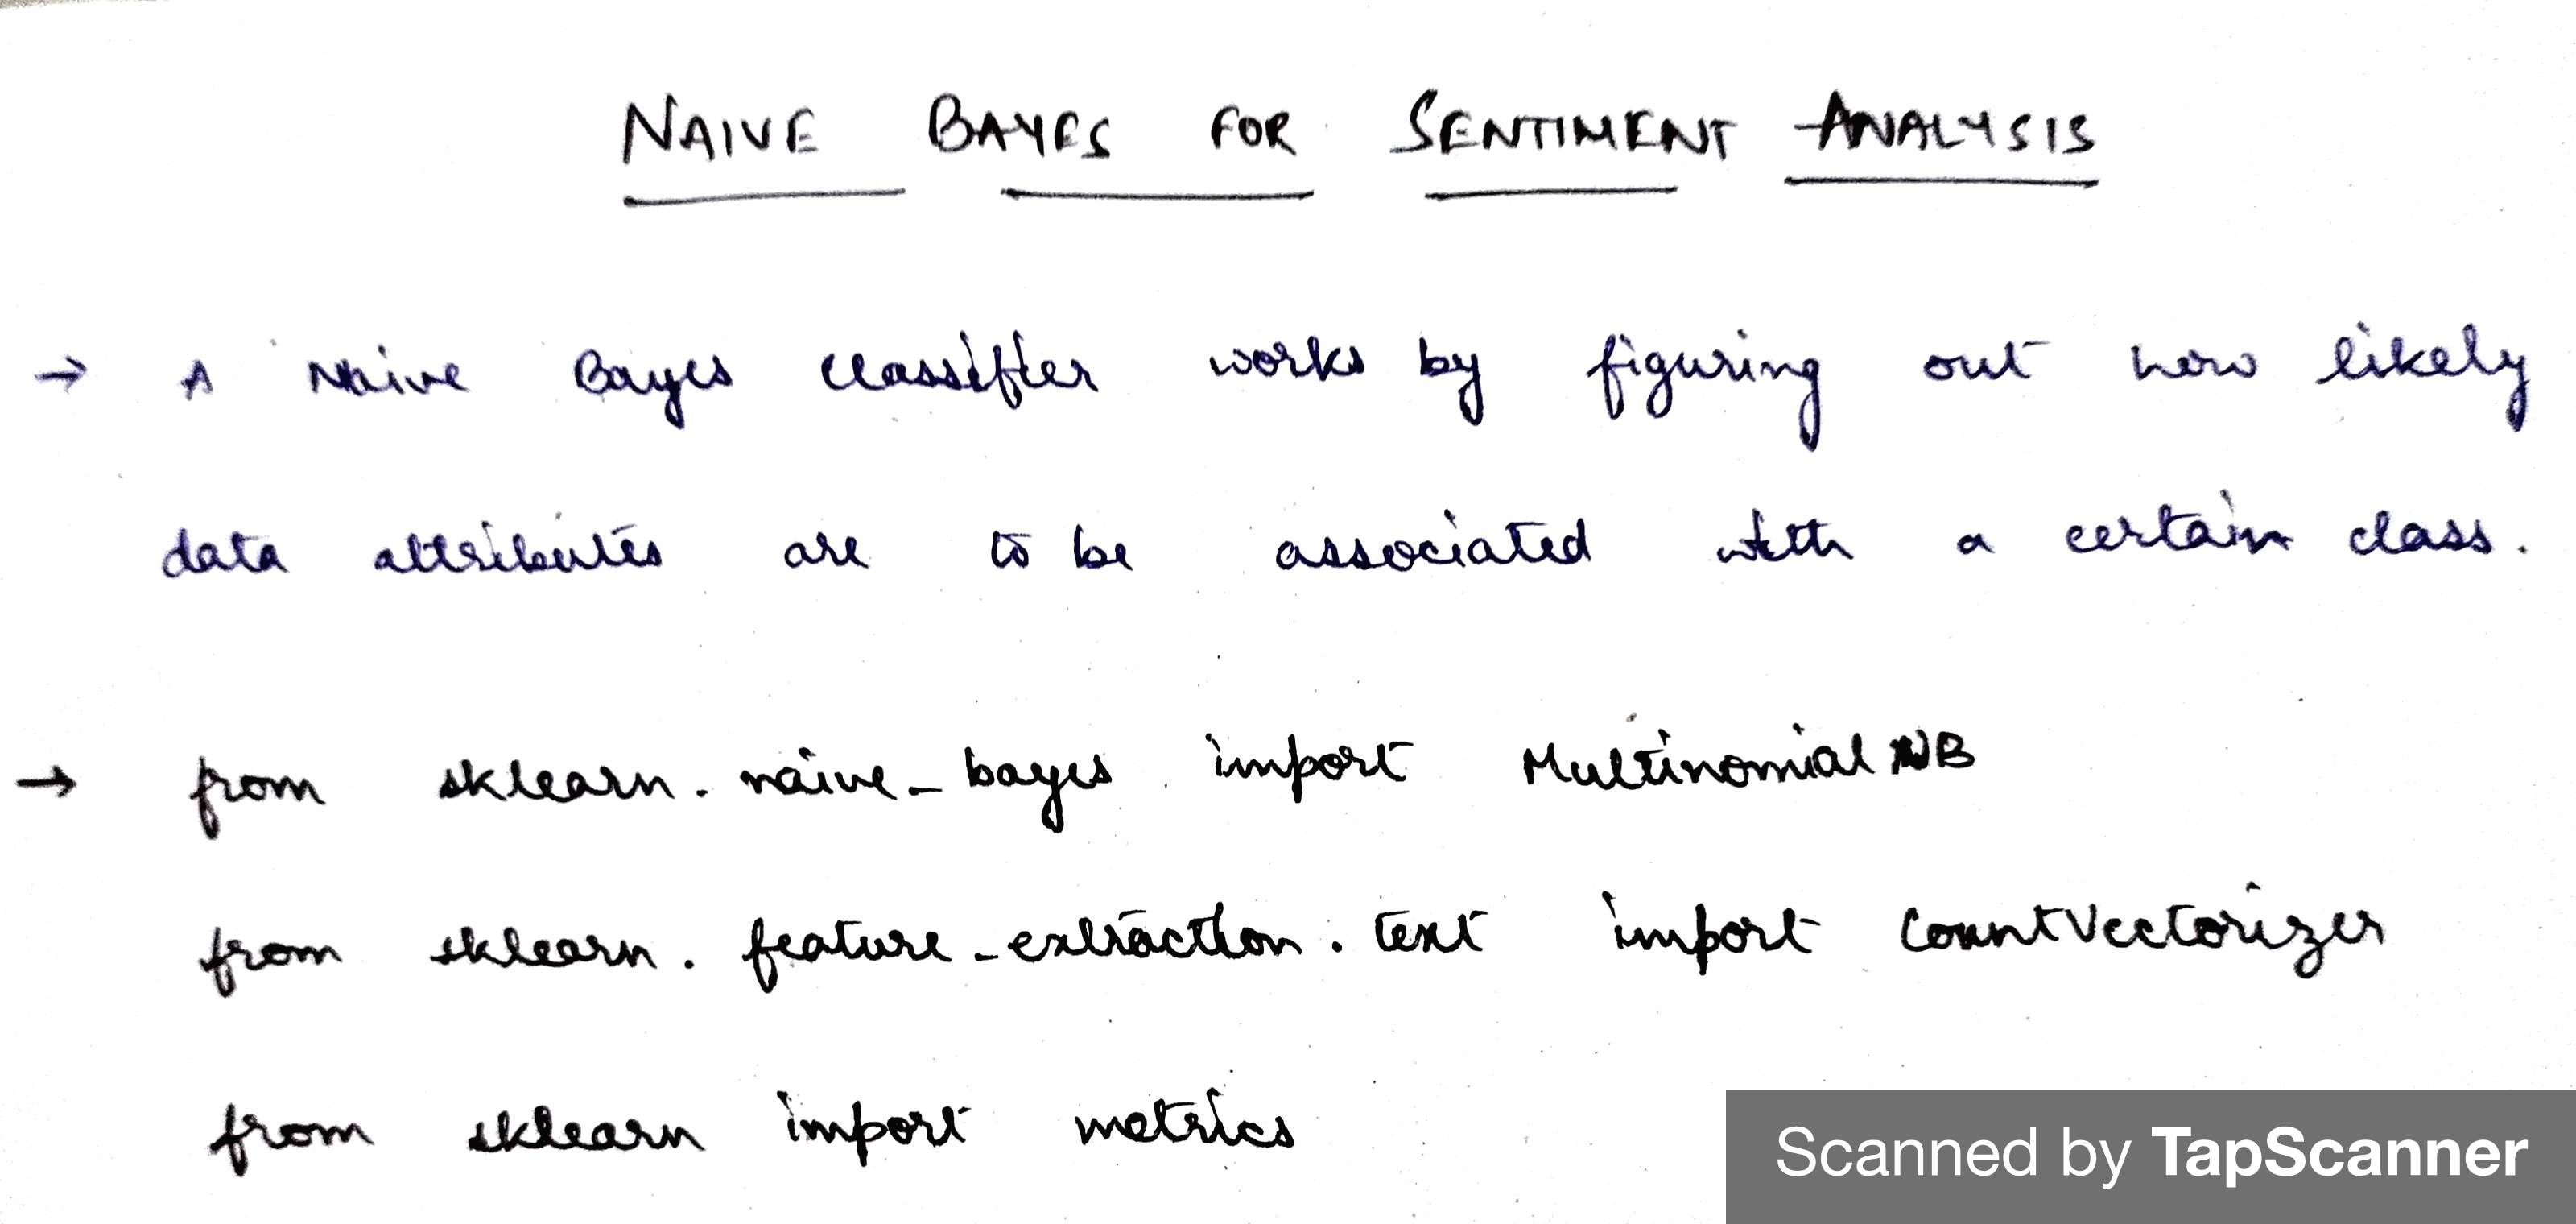 NAIVE BAYES FOR SENTIMENT ANALYSIS
→ A Naive Bayes classifier works by figuring out how likely
data attributes are to be associated with a certain class.
→ from sklearn.naive_bayes import MultinomialNB
from sklearn.feature_extraction.text import CountVectorizer
from sklearn import metrics
Scanned by TapScanner